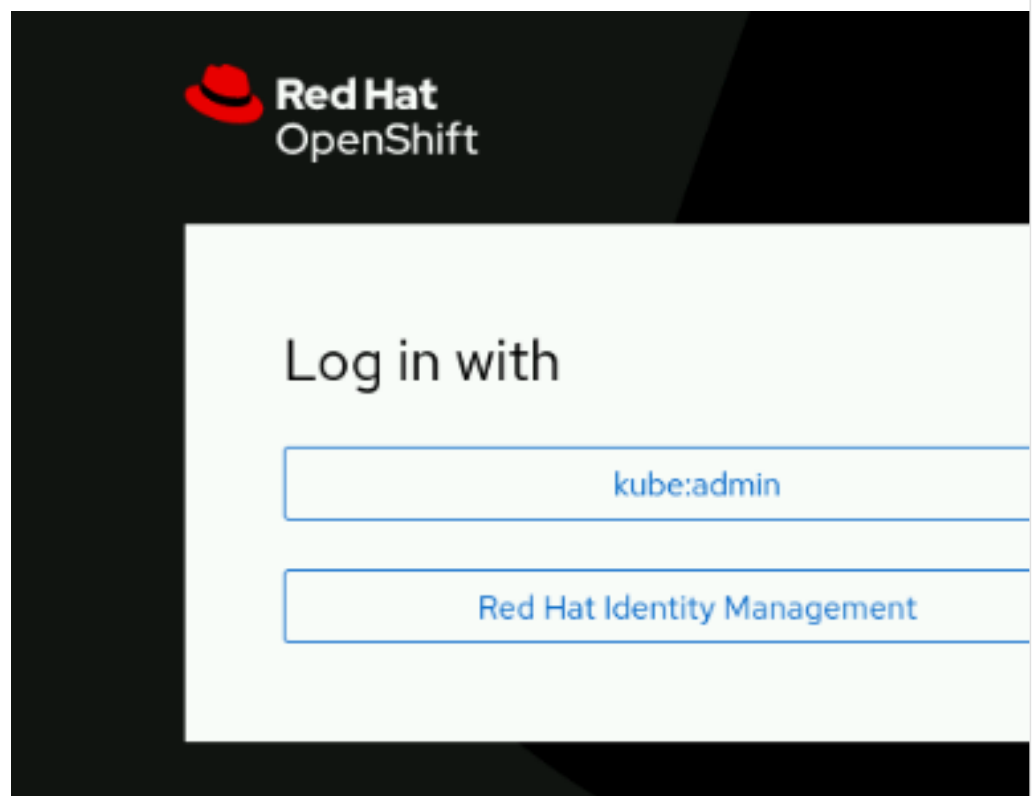 Red Hat
OpenShift
Log in with
kube:admin
Red Hat Identity Management